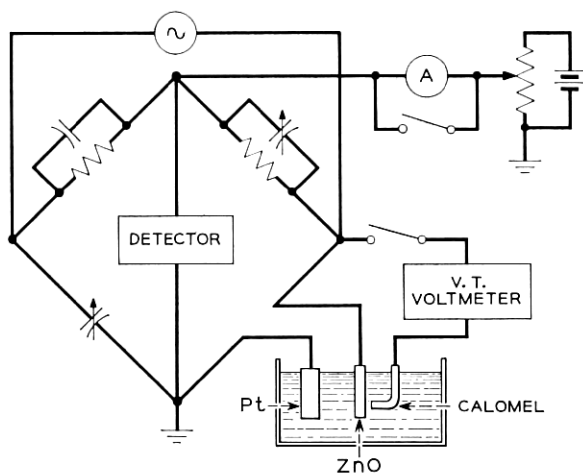 A
DETECTOR
V. T.
VOLTMETER
Pt
CALOMEL
ZnO